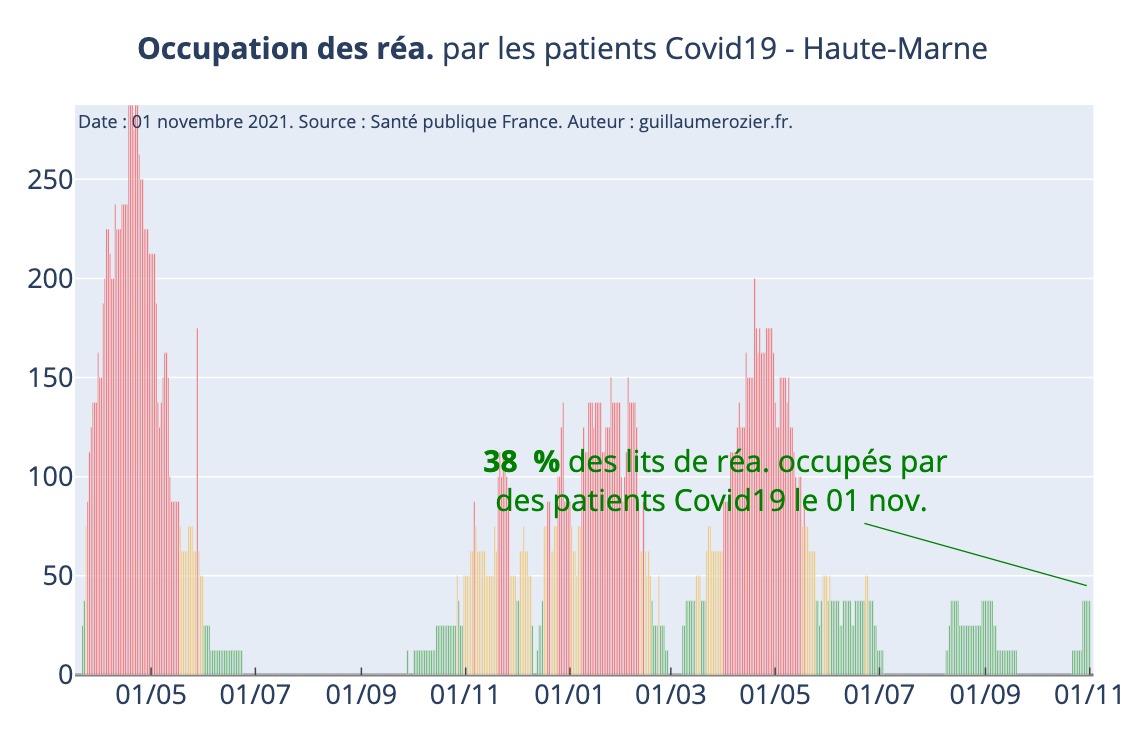 Occupation des réa. par les patients Covid19 - Haute-Marne
Date : 01 novembre 2021. Source : Santé publique France. Auteur : guillaumerozier.fr.
250
200
150
100
50
0
38 % des lits de réa. occupés par
des patients Covid19 le 01 nov.
01/05 01/07 01/09 01/11 01/01 01/03 01/05 01/07 01/09 01/11